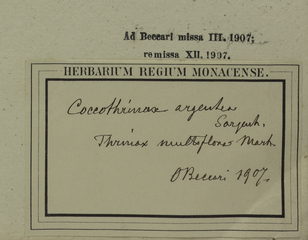 Ad Beccari missa III. 1907;
remissa XII. 1907.
HERBARIUM REGIUM MONACENSE.
Coccothrinax argentea
Sargent.
Thrinax multiflora Mart.
O Beccari 1907.